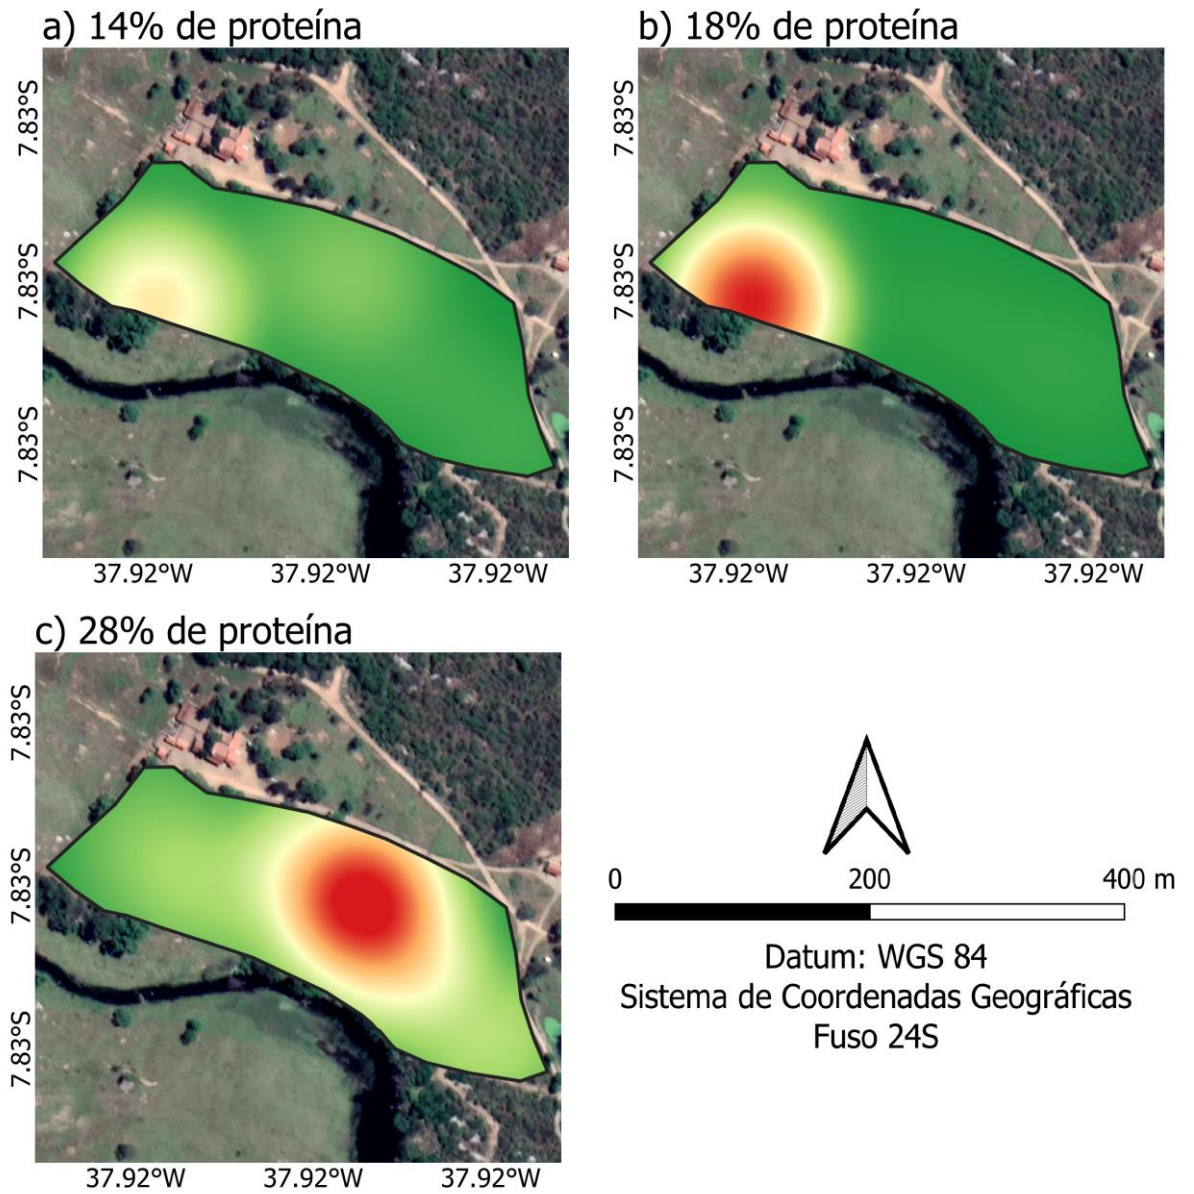 a) 14% de proteína
b) 18% de proteína
7.83°S
7.83°S
7.83°S
37.92°W
37.92°W
37.92°W
7.83°S
7.83°S
7.83°S
37.92°W
37.92°W
37.92°W
c) 28% de proteína
7.83°S
7.83°S
7.83°S
37.92°W
37.92°W
37.92°W
0 200 400 m
Datum: WGS 84
Sistema de Coordenadas Geográficas
Fuso 24S